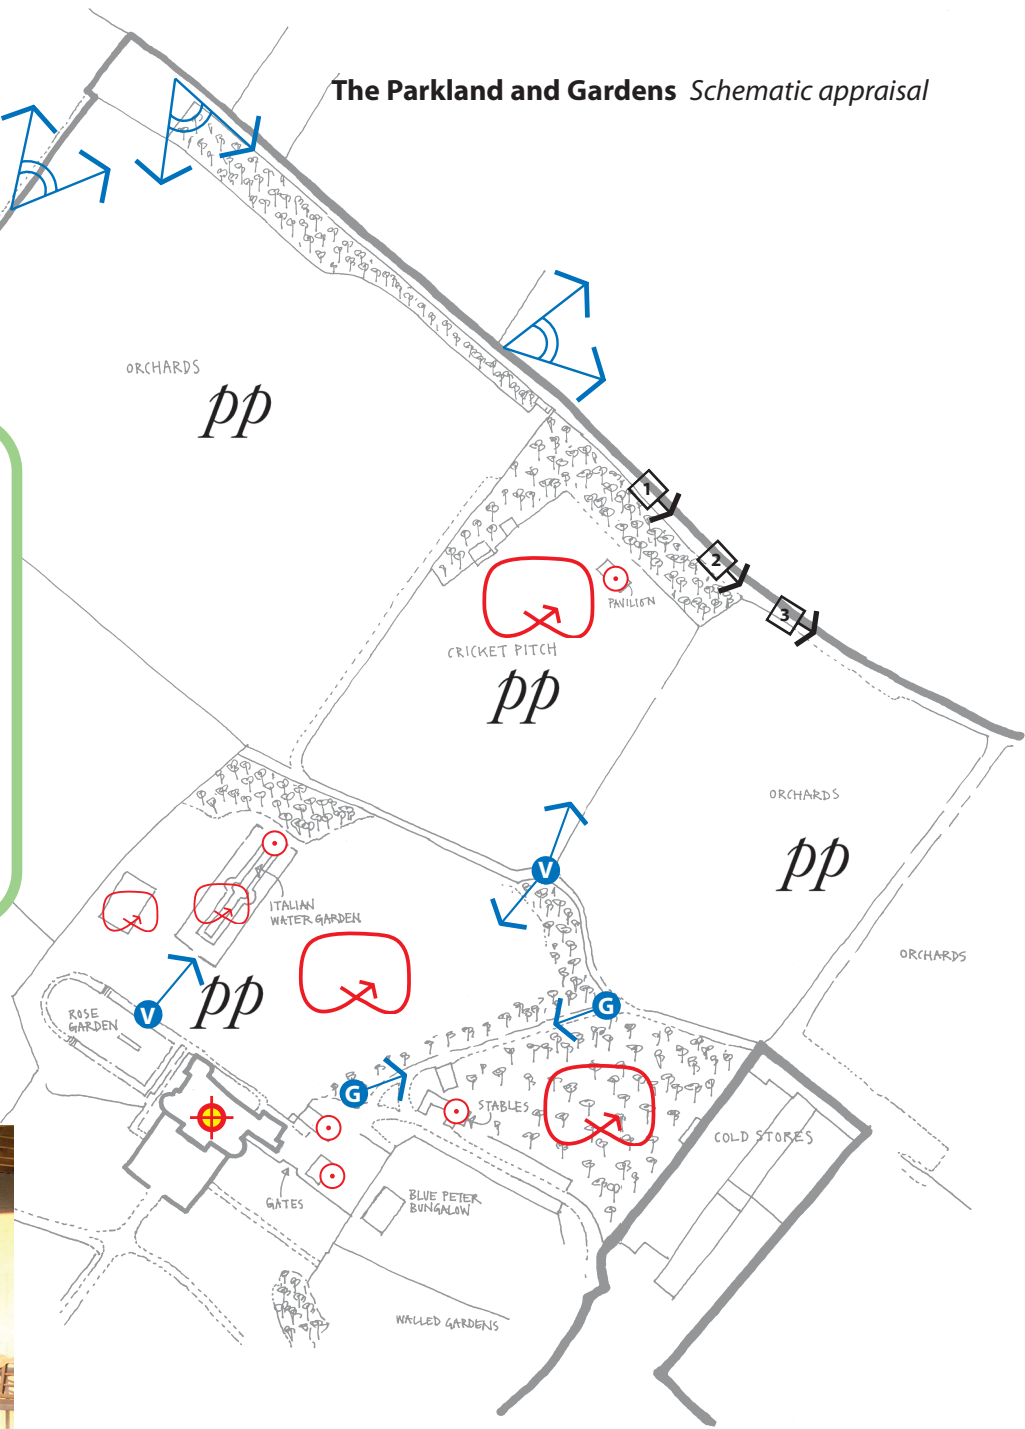 The Parkland and Gardens Schematic appraisal
ORCHARDS
pp
1
2
3
PAVILION
CRICKET PITCH
pp
ORCHARDS
pp
V
ITALIAN
WATER GARDEN
ORCHARDS
pp
V
ROSE
GARDEN
G
G
STABLES
COLD STORES
GATES
BLUE PETER
BUNGALOW
WALLED GARDENS